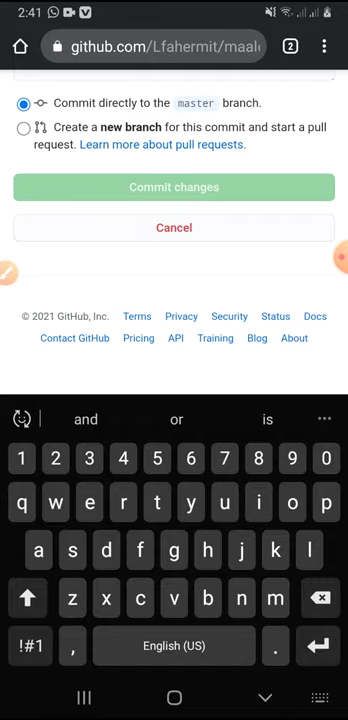 2:41
github.com/Lfahermit/maal
2
Commit directly to the master branch.
Create a new branch for this commit and start a pull
request. Learn more about pull requests.
Commit changes
Cancel
© 2021 GitHub, Inc. Terms Privacy Security Status Docs
Contact GitHub Pricing API Training Blog About
and or is
1 2 3 4 5 6 7 8 9 0
q w e r t y u i o p
a s d f g h j k l
z x c v b n m
!#1 , English (US) .